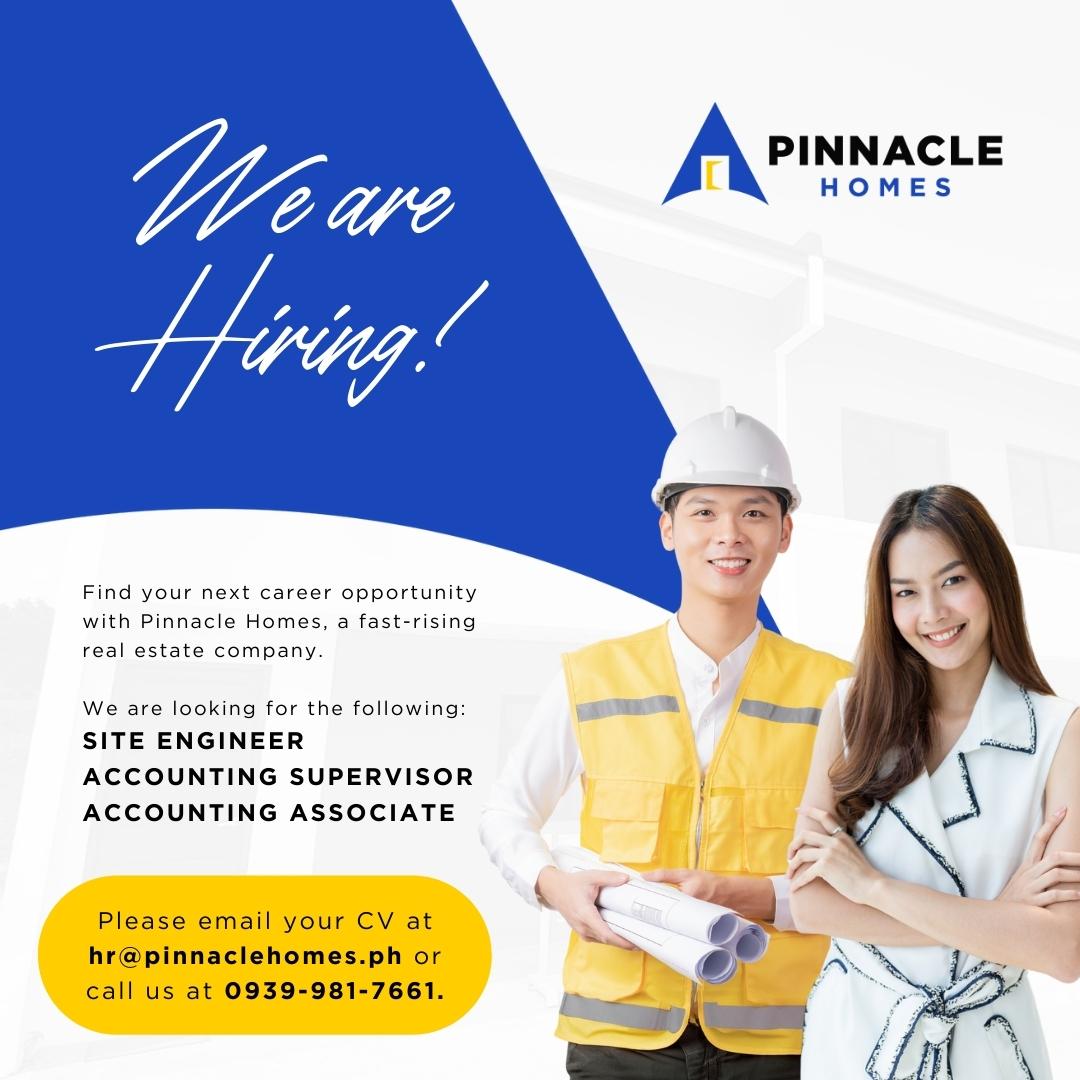 We are
Hiring!
PINNACLE
HOMES
Find your next career opportunity
with Pinnacle Homes, a fast-rising
real estate company.
We are looking for the following:
SITE ENGINEER
ACCOUNTING SUPERVISOR
ACCOUNTING ASSOCIATE
Please email your CV at
hr@pinnaclehomes.ph or
call us at 0939-981-7661.